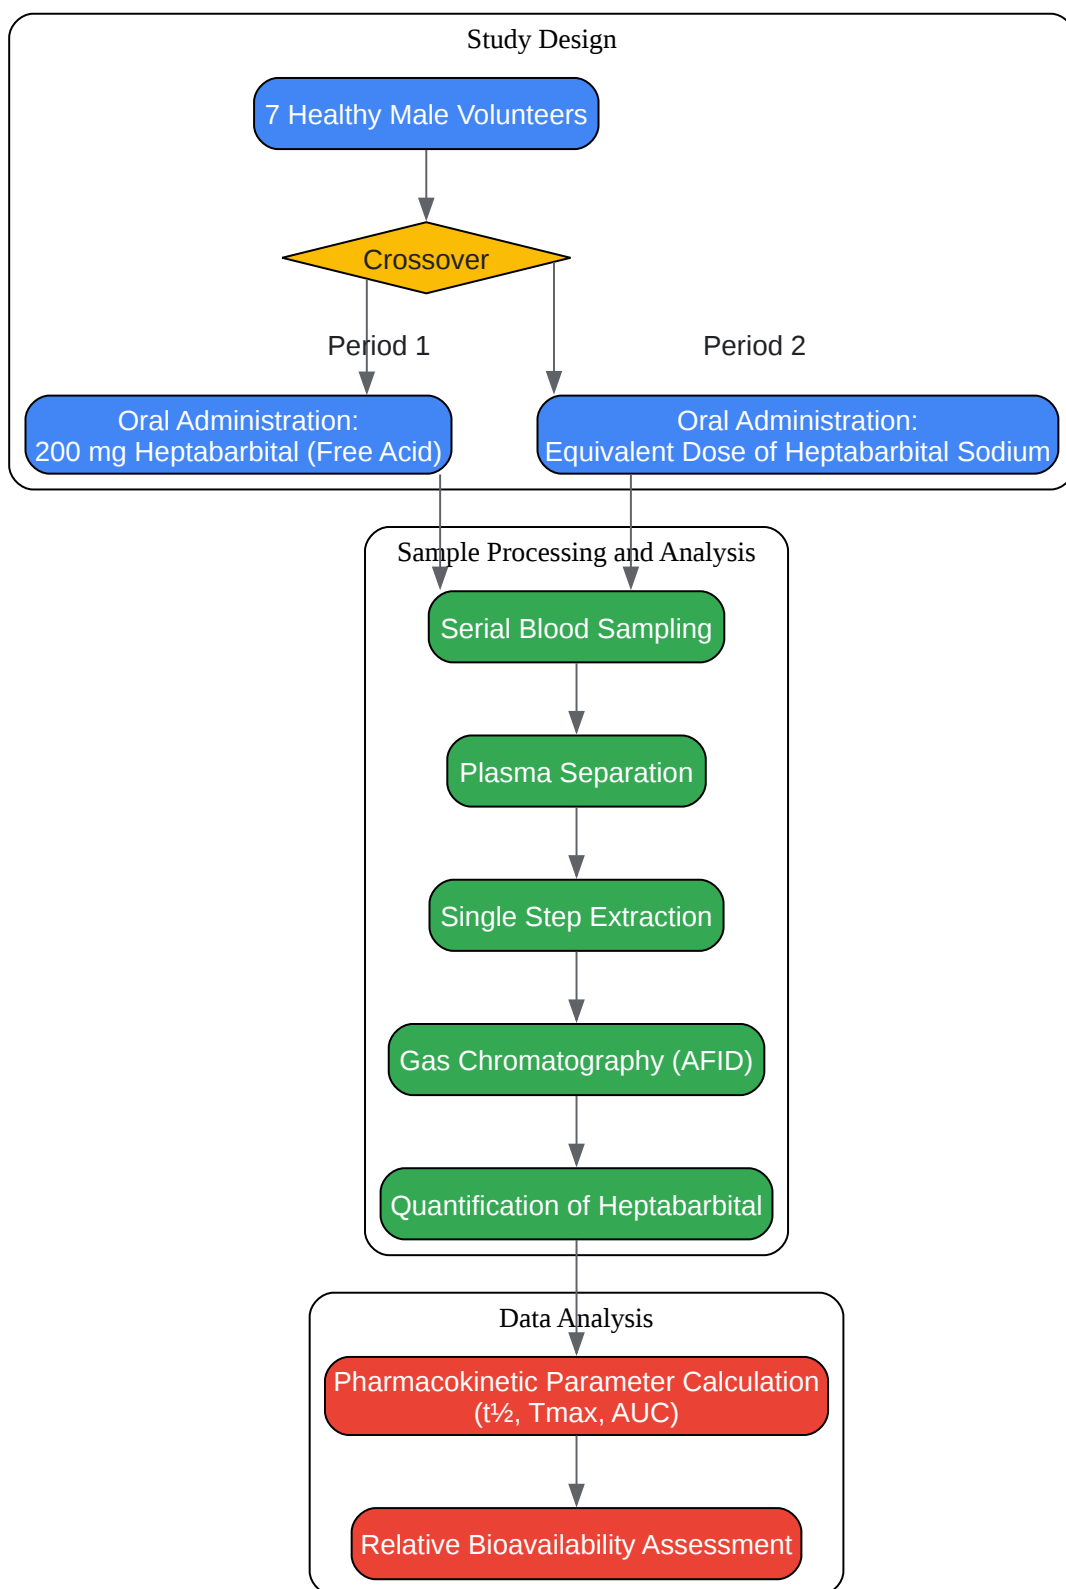 Study Design
7 Healthy Male Volunteers
Crossover
Period 1
Period 2
Oral Administration:
200 mg Heptabarbital (Free Acid)
Oral Administration:
Equivalent Dose of Heptabarbital Sodium
Sample Processing and Analysis
Serial Blood Sampling
Plasma Separation
Single Step Extraction
Gas Chromatography (AFID)
Quantification of Heptabarbital
Data Analysis
Pharmacokinetic Parameter Calculation
(t½, Tmax, AUC)
Relative Bioavailability Assessment